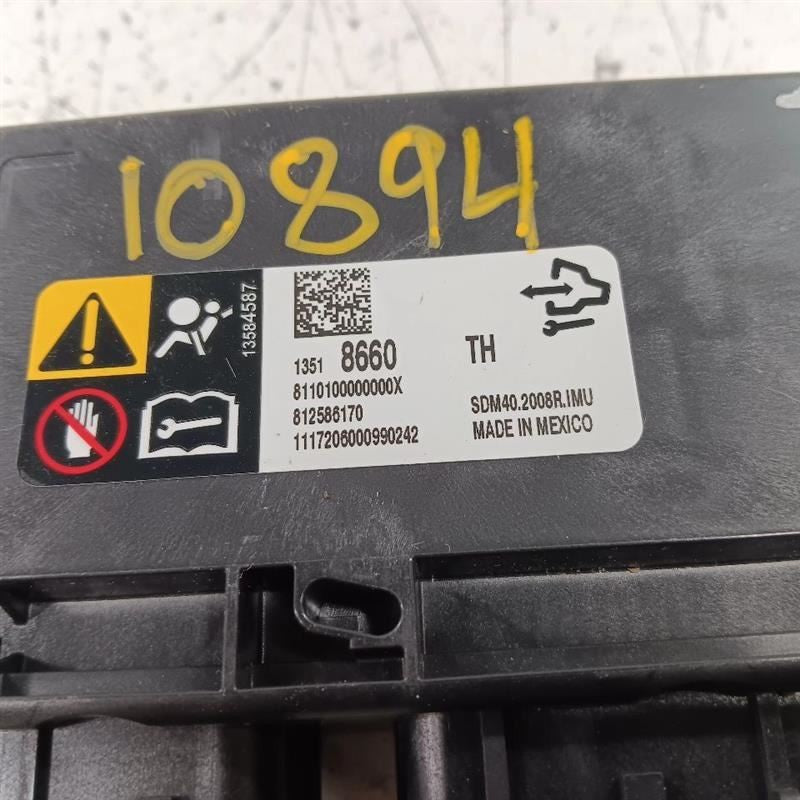 10894
13584587
1351 8660 TH
8110100000000X
812586170
1117206000990242
SDM40.2008R.IMU
MADE IN MEXICO